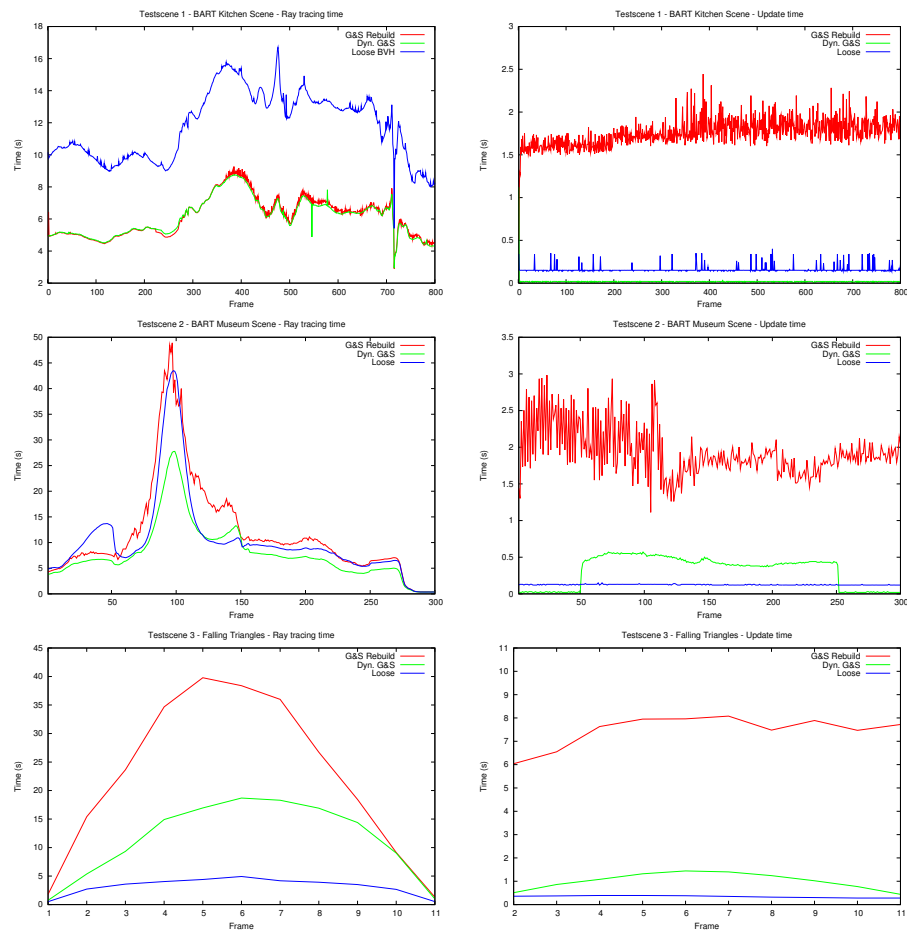 Testscene 1 - BART Kitchen Scene - Ray tracing time
G&S Rebuild
Dyn. G&S
Loose BVH
Time (s)
18
16
14
12
10
8
6
4
2
0 100 200 300 400 500 600 700 800
Frame
Testscene 1 - BART Kitchen Scene - Update time
G&S Rebuild
Dyn. G&S
Loose
Time (s)
3
2.5
2
1.5
1
0.5
0
0 100 200 300 400 500 600 700 800
Frame
Testscene 2 - BART Museum Scene - Ray tracing time
G&S Rebuild
Dyn. G&S
Loose
Time (s)
50
45
40
35
30
25
20
15
10
5
0
50 100 150 200 250 300
Frame
Testscene 2 - BART Museum Scene - Update time
G&S Rebuild
Dyn. G&S
Loose
Time (s)
3.5
3
2.5
2
1.5
1
0.5
0
50 100 150 200 250 300
Frame
Testscene 3 - Falling Triangles - Ray tracing time
G&S Rebuild
Dyn. G&S
Loose
Time (s)
45
40
35
30
25
20
15
10
5
0
1 2 3 4 5 6 7 8 9 10 11
Frame
Testscene 3 - Falling Triangles - Update time
G&S Rebuild
Dyn. G&S
Loose
Time (s)
11
10
9
8
7
6
5
4
3
2
1
0
2 3 4 5 6 7 8 9 10 11
Frame